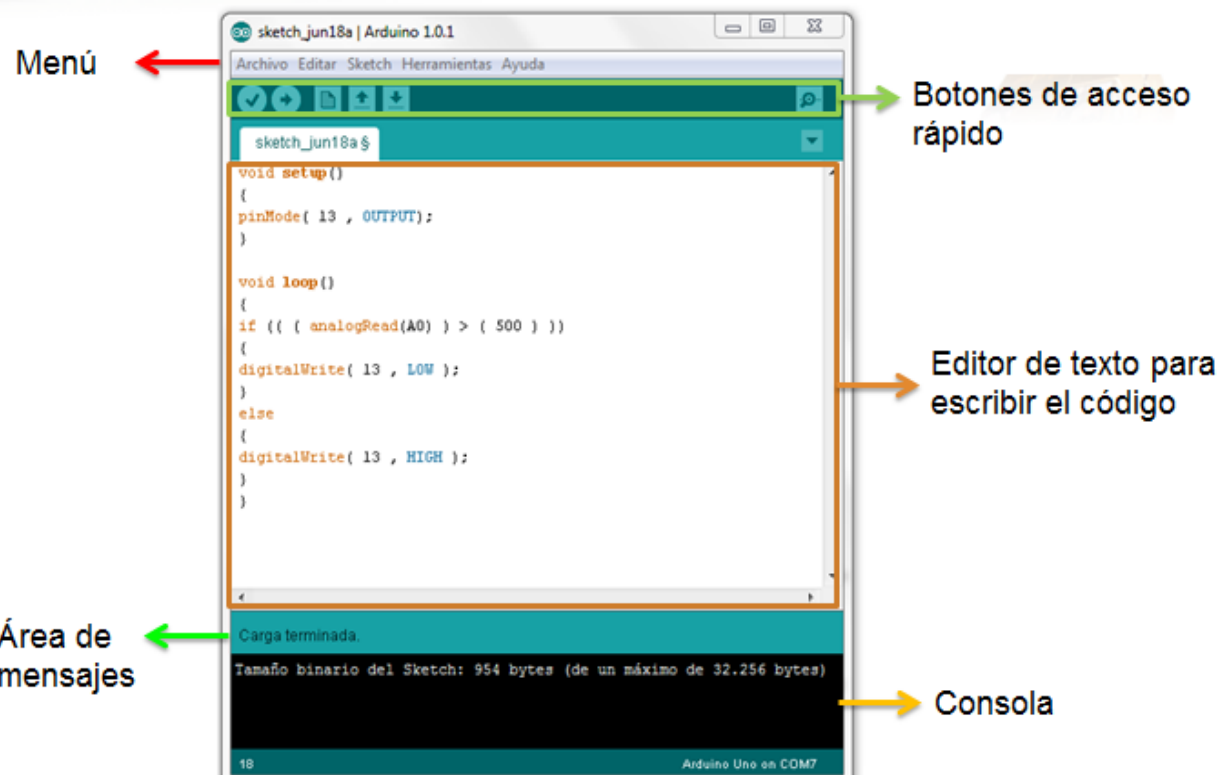 sketch_jun18a | Arduino 1.0.1
Menú
Archivo Editar Sketch Herramientas Ayuda
Botones de acceso
rápido
sketch_jun18a §
void setup()
{
pinMode( 13 , OUTPUT);
}
void loop()
{
if (( ( analogRead(A0) ) > ( 500 ) ))
{
digitalWrite( 13 , LOW );
}
else
{
digitalWrite( 13 , HIGH );
}
}
Editor de texto para
escribir el código
Área de
mensajes
Carga terminada.
Tamaño binario del Sketch: 954 bytes (de un máximo de 32.256 bytes)
Consola
18
Arduino Uno on COM7